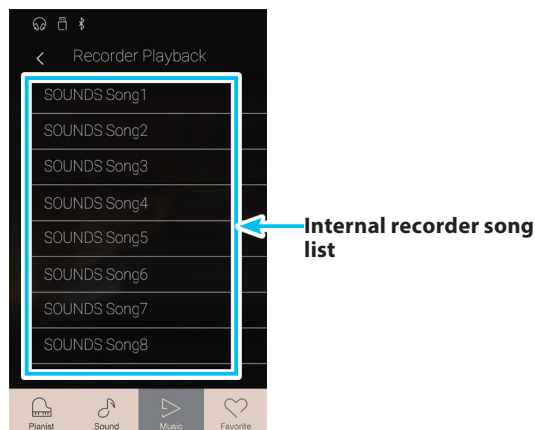 Recorder Playback
SOUNDS Song1
SOUNDS Song2
SOUNDS Song3
SOUNDS Song4
SOUNDS Song5
SOUNDS Song6
SOUNDS Song7
SOUNDS Song8
Internal recorder song
list
Pianist Sound Music Favorite